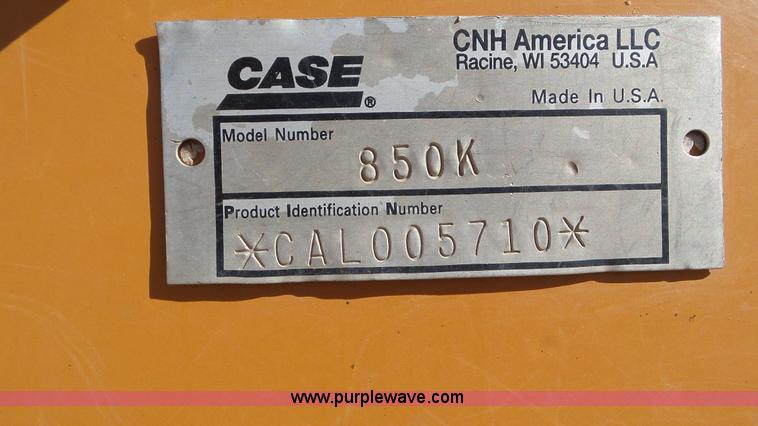 CASE®
CNH America LLC
Racine, WI 53404 U.S.A
Made In U.S.A.
Model Number
850K
Product Identification Number
*CAL005710*
www.purplewave.com